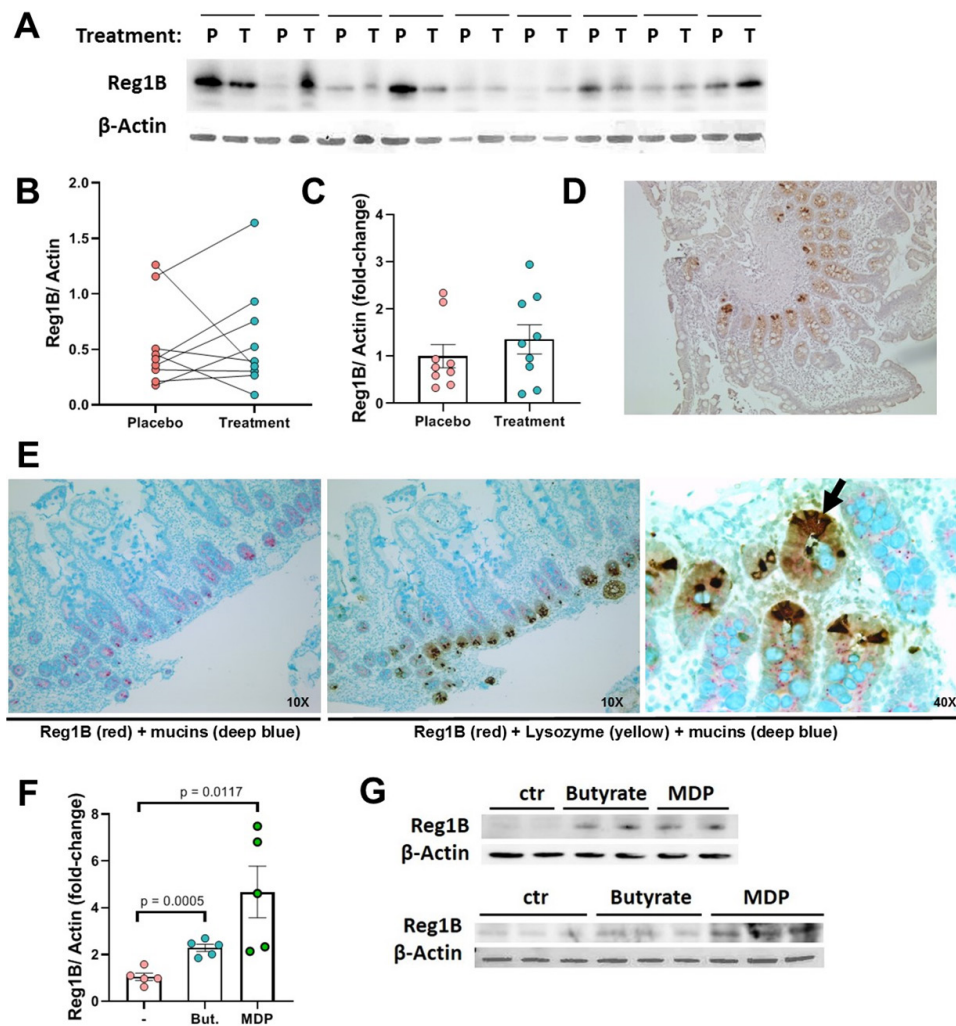 A
Treatment: P T P T P T P T P T P T P T P T P T
Reg1B
β-Actin
B
2.0
1.5
1.0
0.5
0.0
Reg1B/ Actin
Placebo Treatment
C
4
3
2
1
0
Reg1B/ Actin (fold-change)
Placebo Treatment
D
E
10X
10X
40X
Reg1B (red) + mucins (deep blue)
Reg1B (red) + Lysozyme (yellow) + mucins (deep blue)
F
p = 0.0117
p = 0.0005
8
6
4
2
0
Reg1B/ Actin (fold-change)
- But. MDP
G
ctr Butyrate MDP
Reg1B
β-Actin
ctr Butyrate MDP
Reg1B
β-Actin